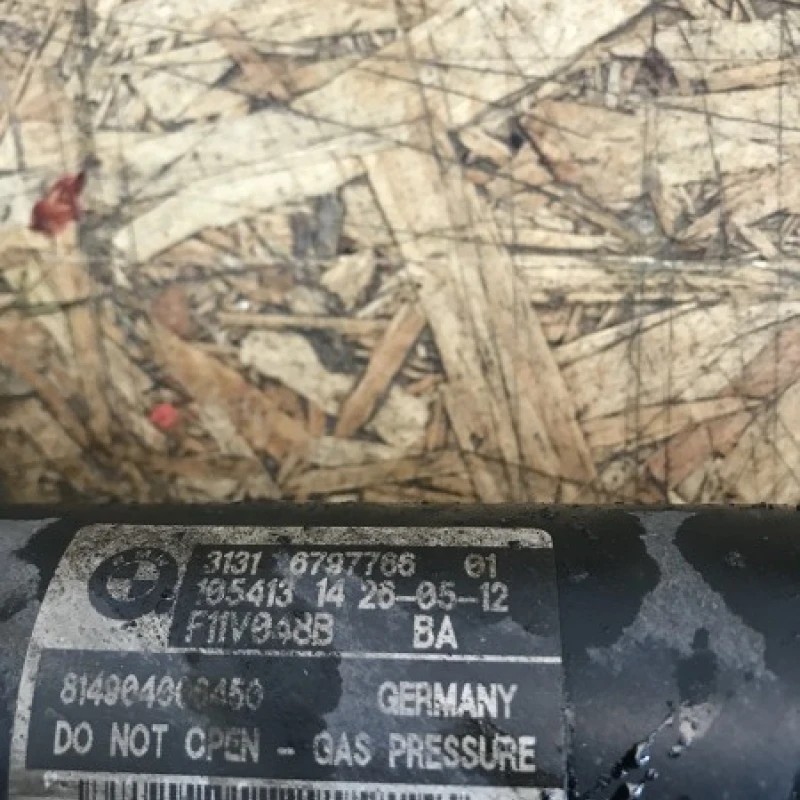 3131 6797766 01
105413 14 26-05-12
F11V048B BA
GERMANY
DO NOT OPEN - GAS PRESSURE